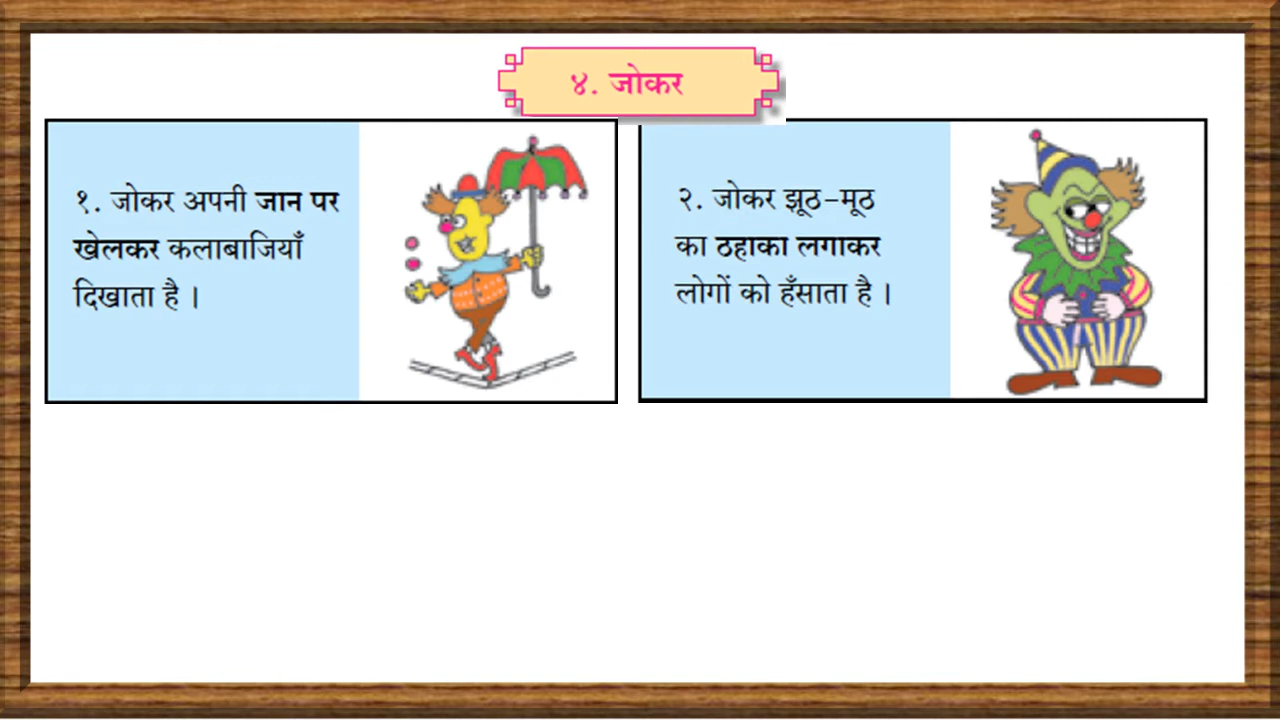 ४. जोकर
१. जोकर अपनी जान पर
खेलकर कलाबाजियाँ
दिखाता है ।
२. जोकर झूठ-मूठ
का ठहाका लगाकर
लोगों को हँसाता है ।